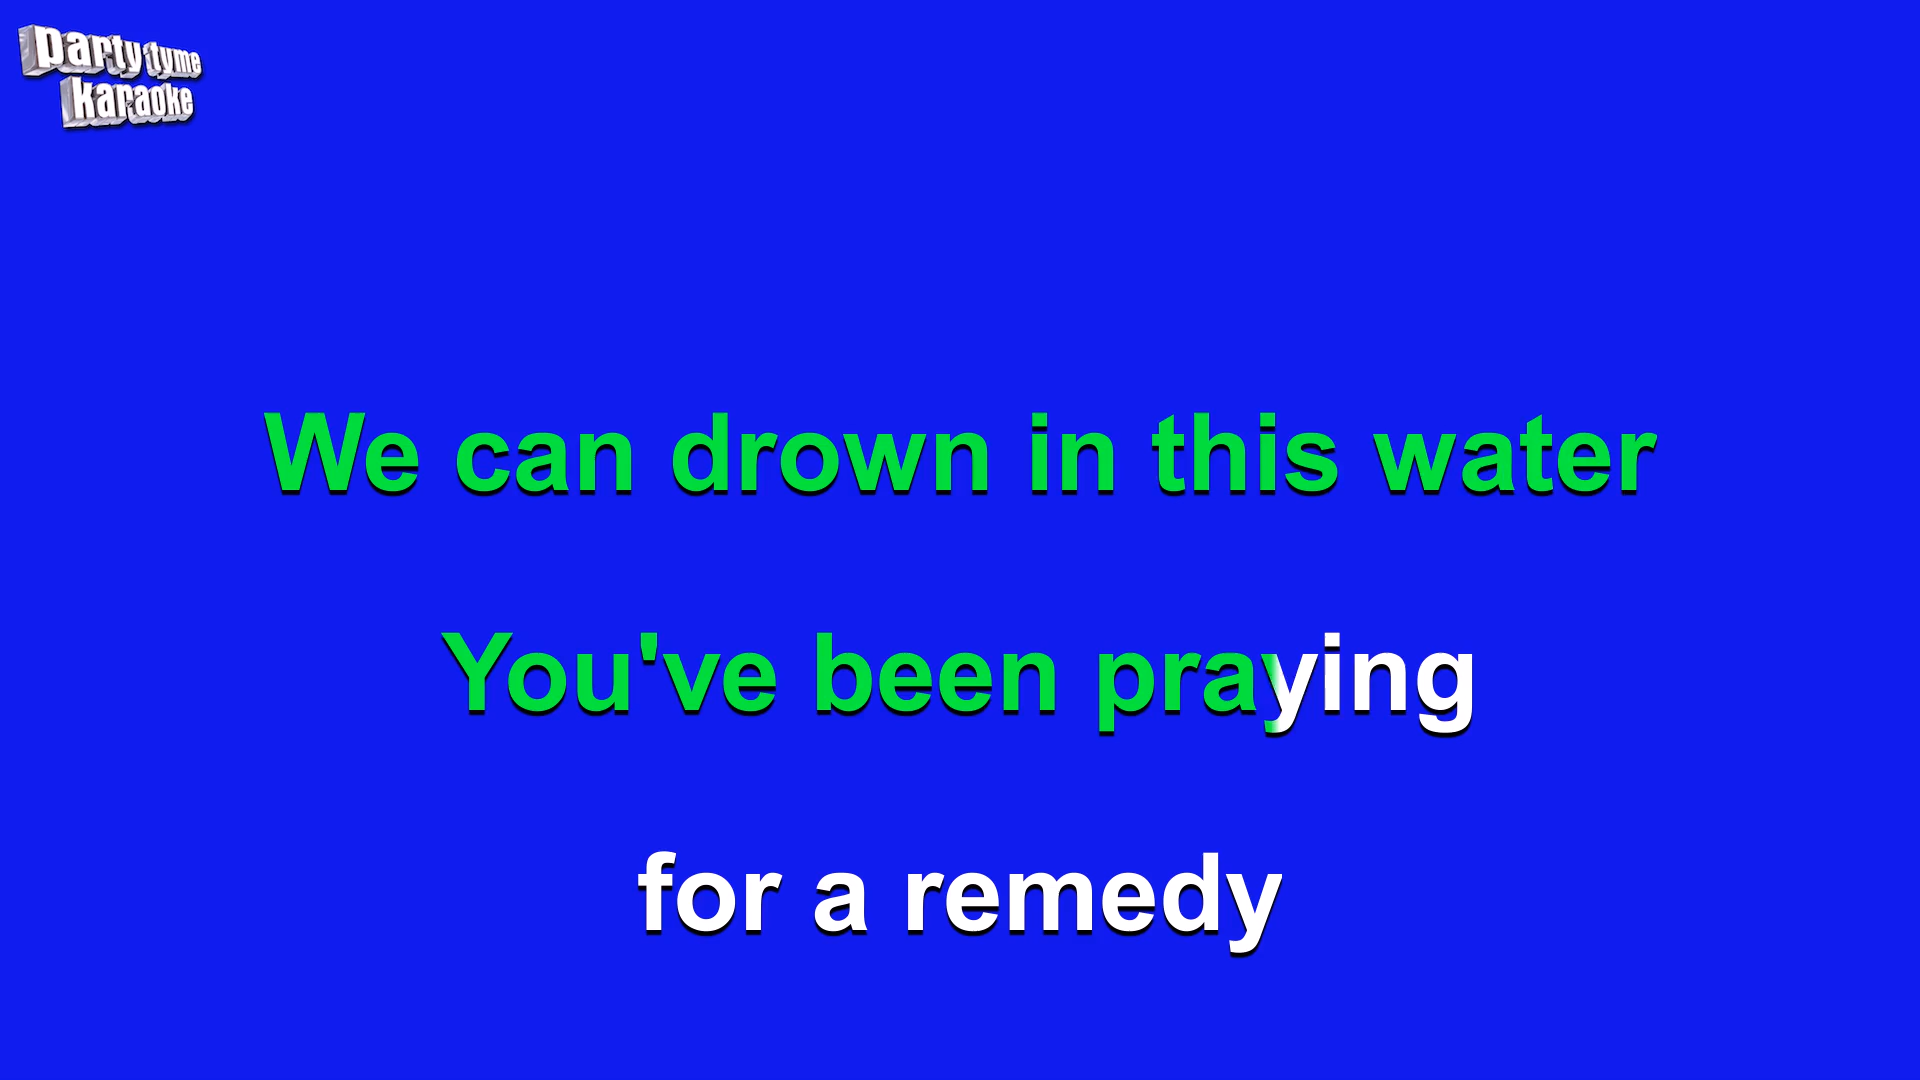 party tyme
karaoke
We can drown in this water
You've been praying
for a remedy